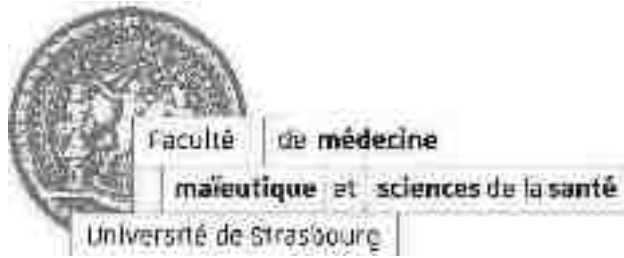 Faculté de médecine
maïeutique et sciences de la santé
Université de Strasbourg